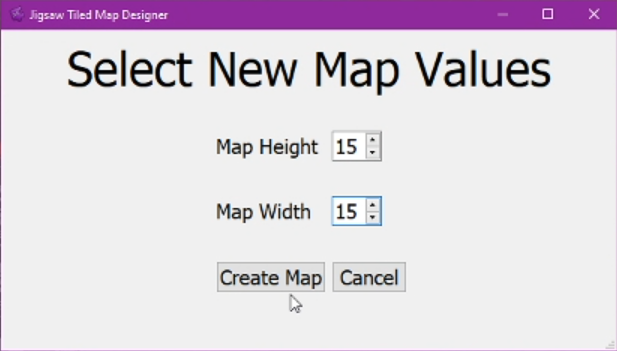 Jigsaw Tiled Map Designer
Select New Map Values
Map Height 15
Map Width 15
Create Map Cancel